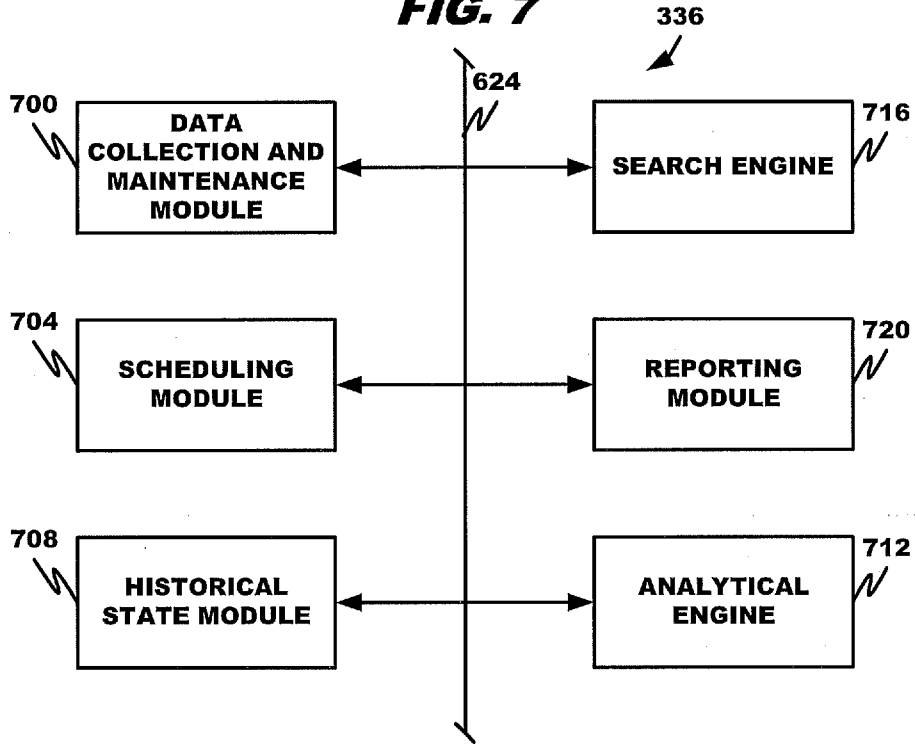 FIG. 7
336
624
700
DATA
COLLECTION AND
MAINTENANCE
MODULE
716
SEARCH ENGINE
704
SCHEDULING
MODULE
720
REPORTING
MODULE
708
HISTORICAL
STATE MODULE
712
ANALYTICAL
ENGINE